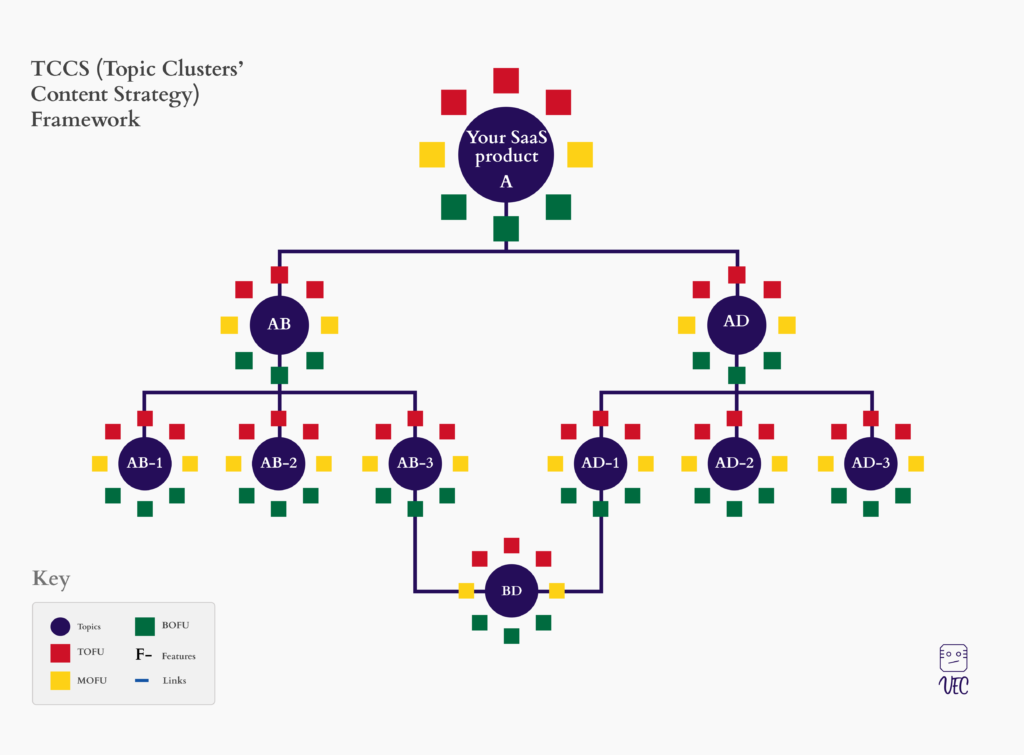 TCCS (Topic Clusters’
Content Strategy)
Framework
Your SaaS
product
A
AB
AD
AB-1
AB-2
AB-3
AD-1
AD-2
AD-3
BD
Key
Topics
BOFU
TOFU
F- Features
MOFU
Links
VEC